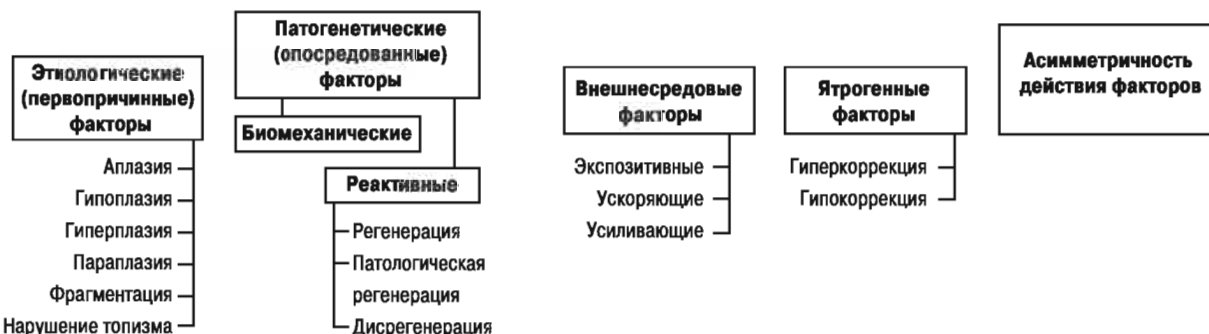 Этиологические
(первопричинные)
факторы
Аплазия
Гипоплазия
Гиперплазия
Параплазия
Фрагментация
Нарушение топизма
Патогенетические
(опосредованные)
факторы
Биомеханические
Реактивные
Регенерация
Патологическая
регенерация
Дисрегенерация
Внешнесредовые
факторы
Экспозитивные
Ускоряющие
Усиливающие
Ятрогенные
факторы
Гиперкоррекция
Гипокоррекция
Асимметричность
действия факторов